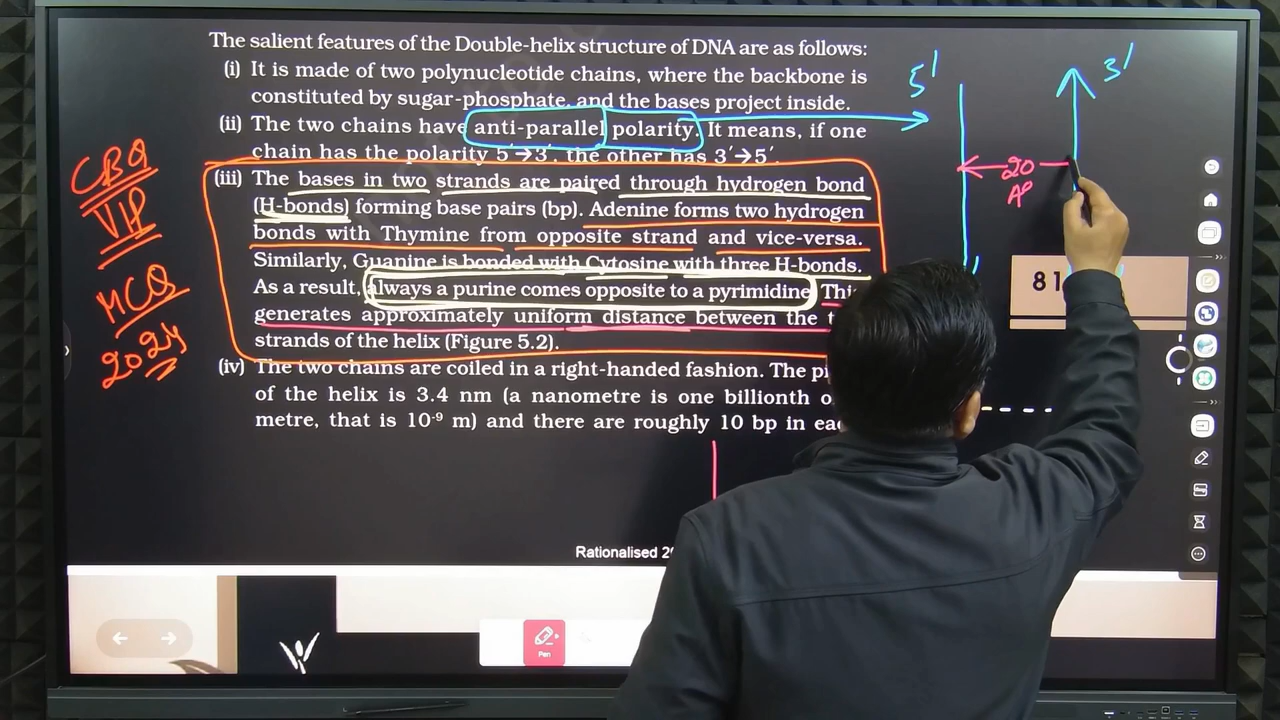 The salient features of the Double-helix structure of DNA are as follows:
(i) It is made of two polynucleotide chains, where the backbone is
constituted by sugar-phosphate, and the bases project inside.
(ii) The two chains have anti-parallel polarity. It means, if one
chain has the polarity 5′→3′, the other has 3′→5′.
(iii) The bases in two strands are paired through hydrogen bond
(H-bonds) forming base pairs (bp). Adenine forms two hydrogen
bonds with Thymine from opposite strand and vice-versa.
Similarly, Guanine is bonded with Cytosine with three H-bonds.
As a result, always a purine comes opposite to a pyrimidine.
generates approximately uniform distance between the
strands of the helix (Figure 5.2).
(iv) The two chains are coiled in a right-handed fashion. The
of the helix is 3.4 nm (a nanometre is one billionth
metre, that is 10⁻⁹ m) and there are roughly 10 bp in
Rationalised
CBQ
VIP
MCQ
2024
5'
3'
20
A°
81
Pen